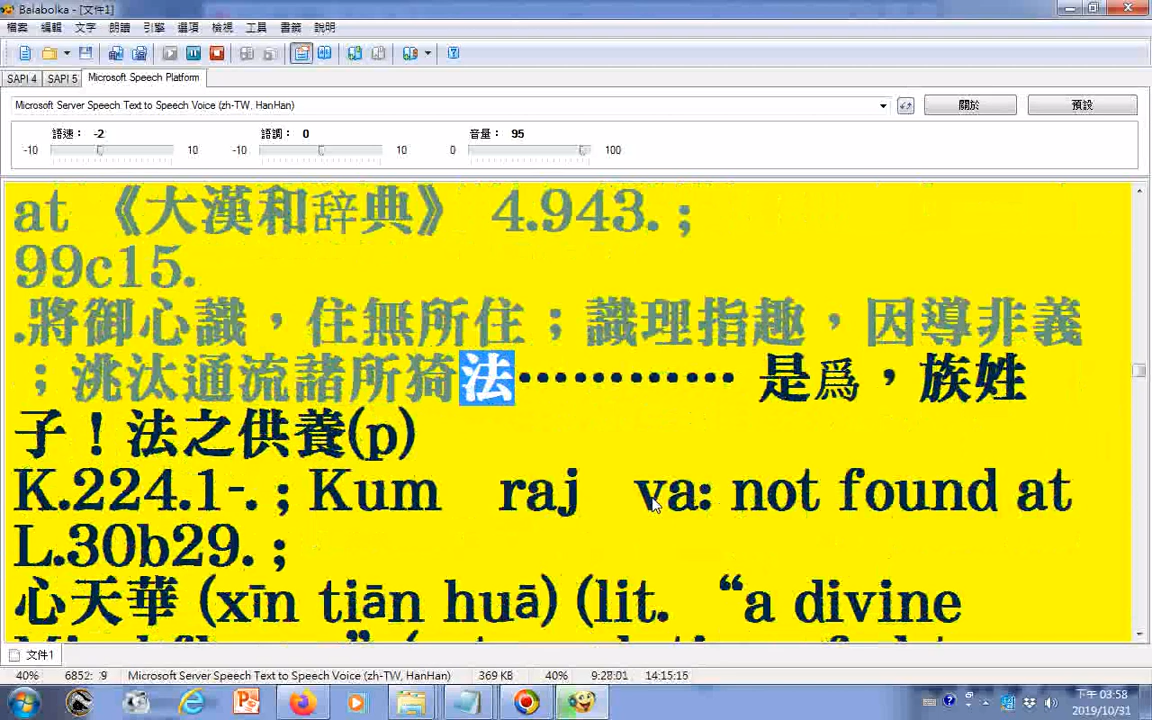 Balabolka - [文件1]
檔案 編輯 文字 朗讀 引擎 選項 檢視 工具 書籤 說明
SAPI 4 SAPI 5 Microsoft Speech Platform
Microsoft Server Speech Text to Speech Voice (zh-TW, HanHan)
關於 預設
語速： -2 語調： 0 音量： 95
-10 10 -10 10 0 100
at 《大漢和辞典》 4.943. ;
99c15.
.將御心識，住無所住；識理指趣，因導非義
；洮汰通流諸所猗法………… 是爲，族姓
子！法之供養(p)
K.224.1-. ; Kum raj va: not found at
L.30b29. ;
心天華 (xīn tiān huā) (lit. “a divine
文件1
40% 6852: 9 Microsoft Server Speech Text to Speech Voice (zh-TW, HanHan) 369 KB 40% 9:28:01 14:15:15
下午 03:58
2019/10/31